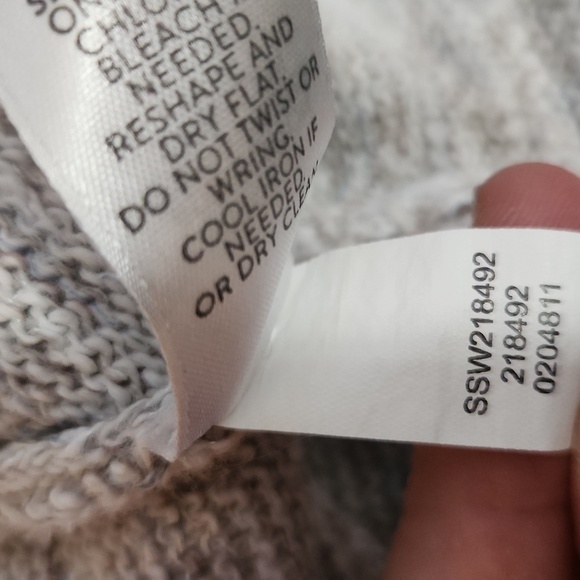 BLEACH
NEEDED.
RESHAPE AND
DRY FLAT.
DO NOT TWIST OR
WRING.
COOL IRON IF
NEEDED.
OR DRY CLEAN
SSW218492
218492
0204811